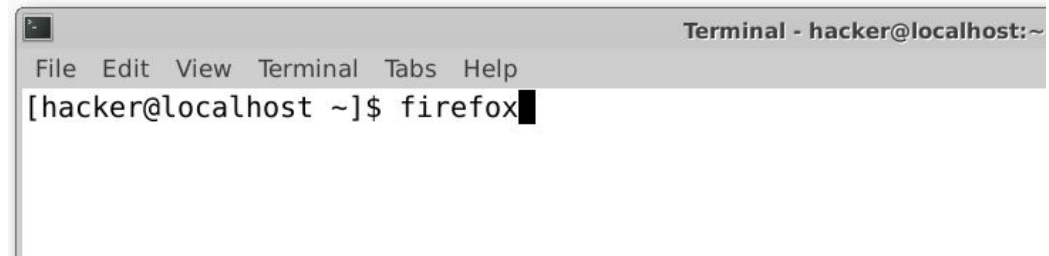 Terminal - hacker@localhost:~
File Edit View Terminal Tabs Help
[hacker@localhost ~]$ firefox